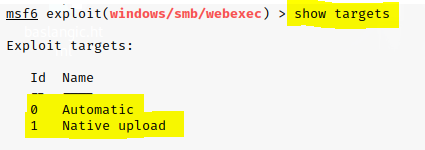 msf6 exploit(windows/smb/webexec) > show targets
Exploit targets:
Id Name
-- ----
0 Automatic
1 Native upload